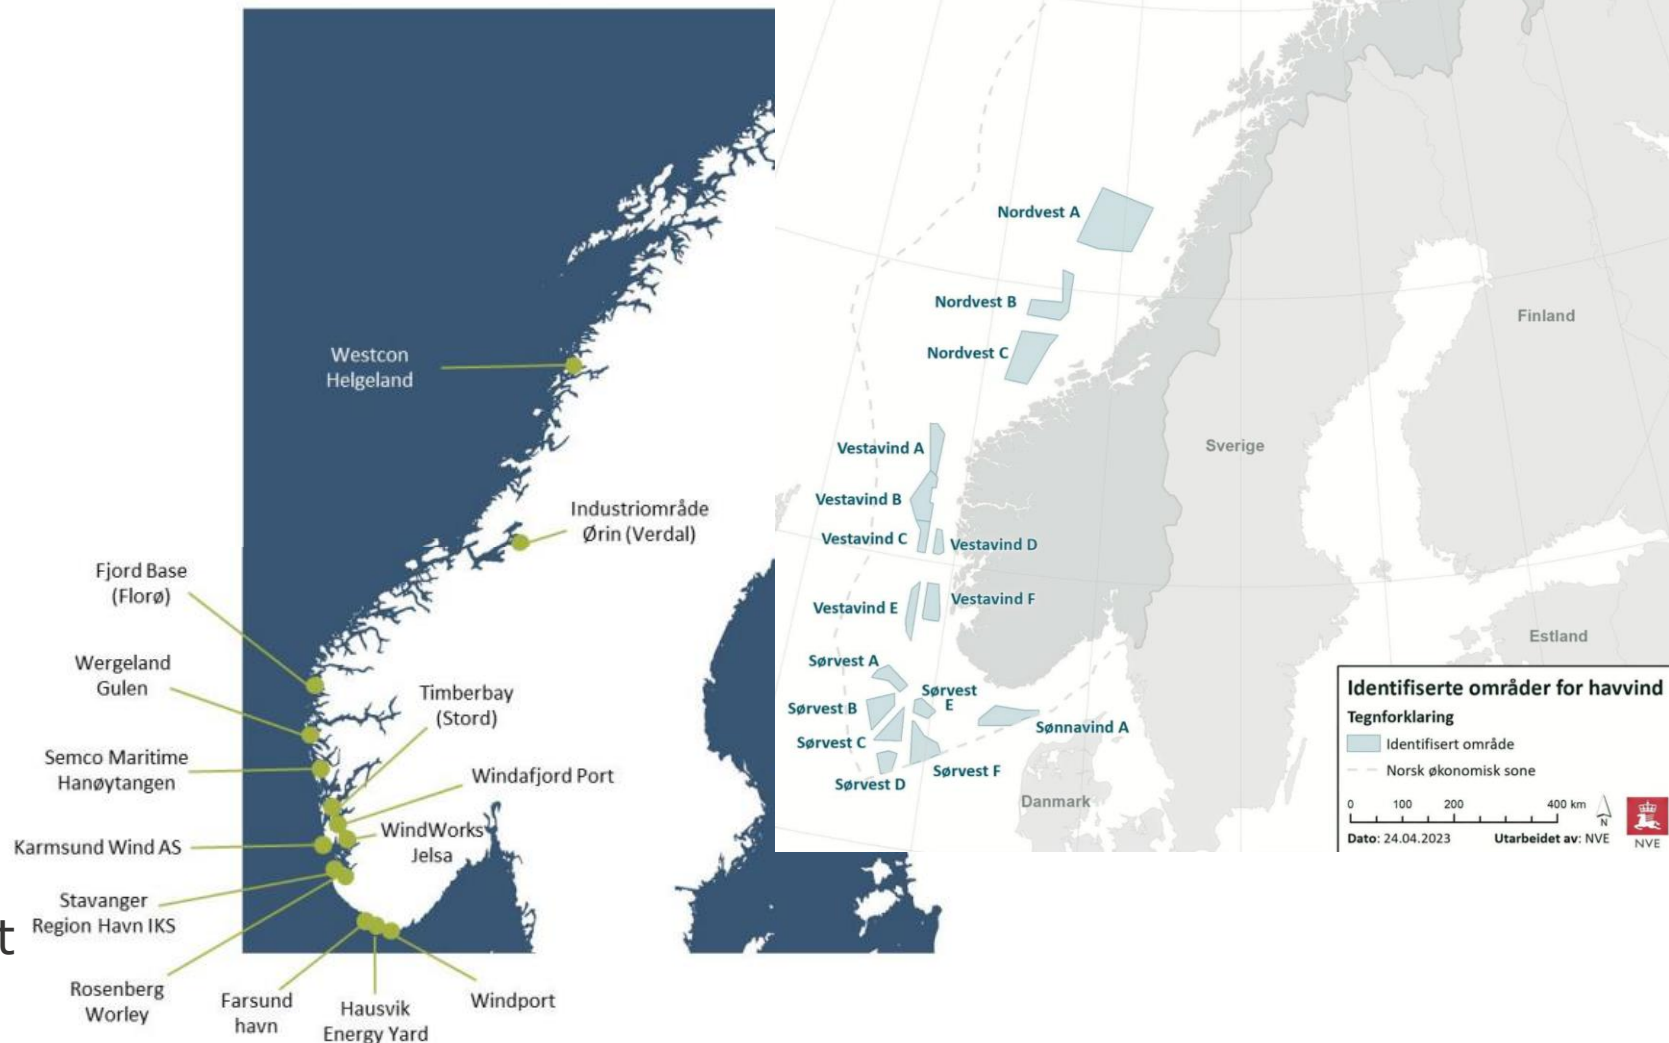 Westcon
Helgeland
Industriområde
Ørin (Verdal)
Fjord Base
(Florø)
Wergeland
Gulen
Timberbay
(Stord)
Semco Maritime
Hanøytangen
Windafjord Port
WindWorks
Jelsa
Karmsund Wind AS
Stavanger
Region Havn IKS
t
Rosenberg
Worley
Farsund
havn
Hausvik
Energy Yard
Windport
Nordvest A
Nordvest B
Nordvest C
Finland
Sverige
Vestavind A
Vestavind B
Vestavind C
Vestavind D
Vestavind E
Vestavind F
Estland
Sørvest A
Sørvest B
Sørvest
E
Sørvest C
Sønnavind A
Sørvest D
Sørvest F
Danmark
Identifiserte områder for havvind
Tegnforklaring
Identifisert område
Norsk økonomisk sone
0 100 200 400 km
N
Dato: 24.04.2023 Utarbeidet av: NVE
NVE